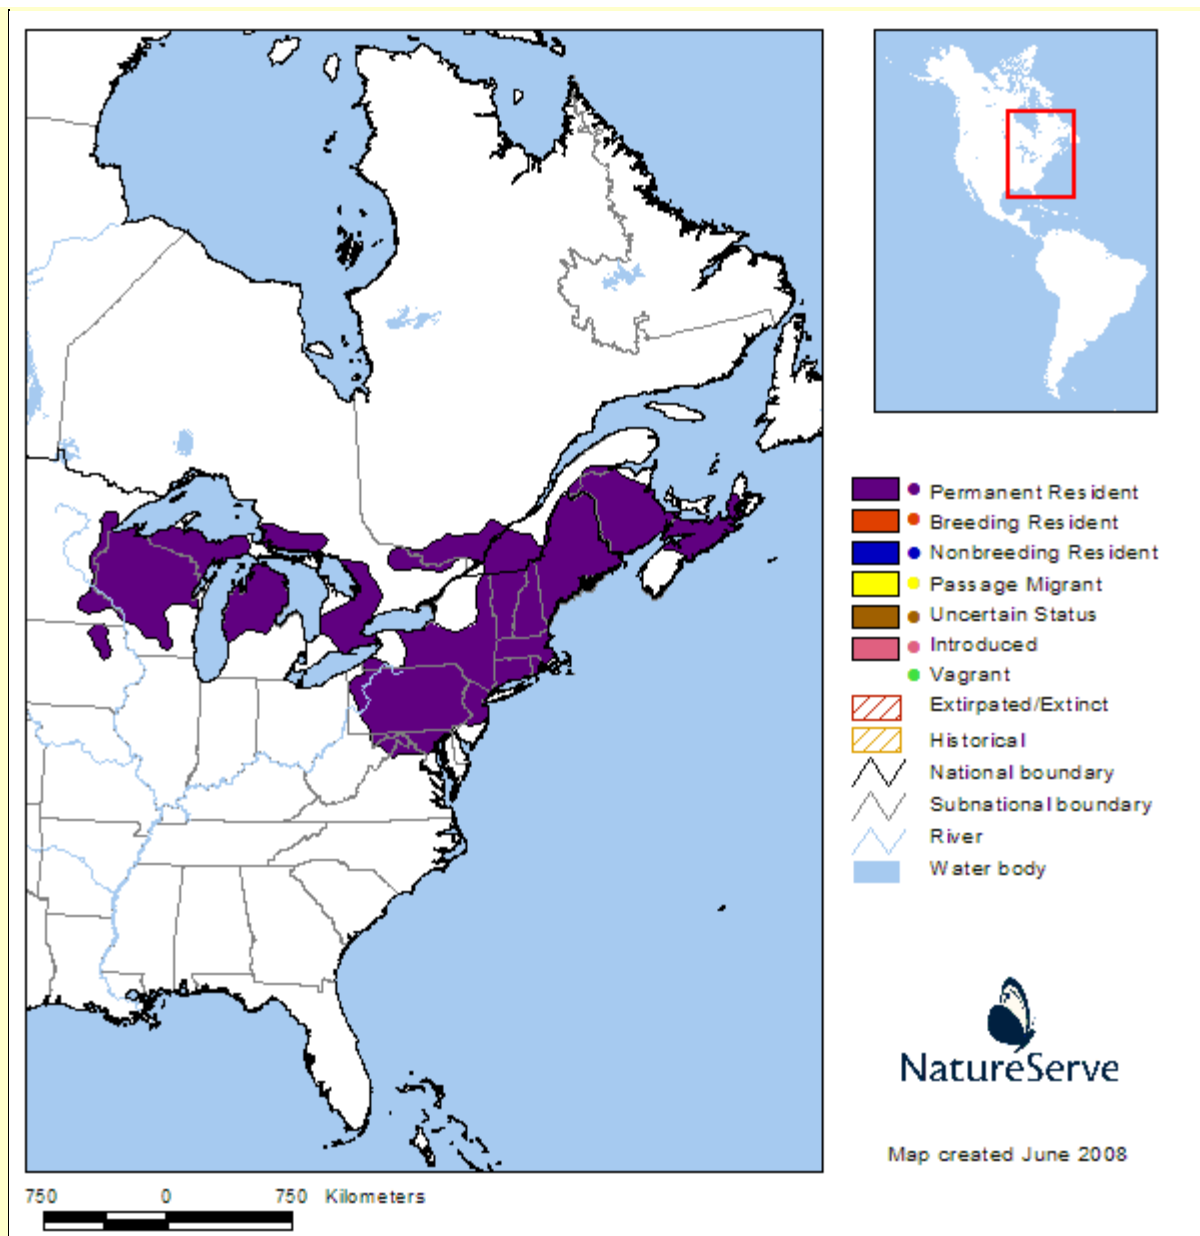 Permanent Resident
Breeding Resident
Nonbreeding Resident
Passage Migrant
Uncertain Status
Introduced
Vagrant
Extirpated/Extinct
Historical
National boundary
Subnational boundary
River
Water body
NatureServe
Map created June 2008
750 0 750 Kilometers